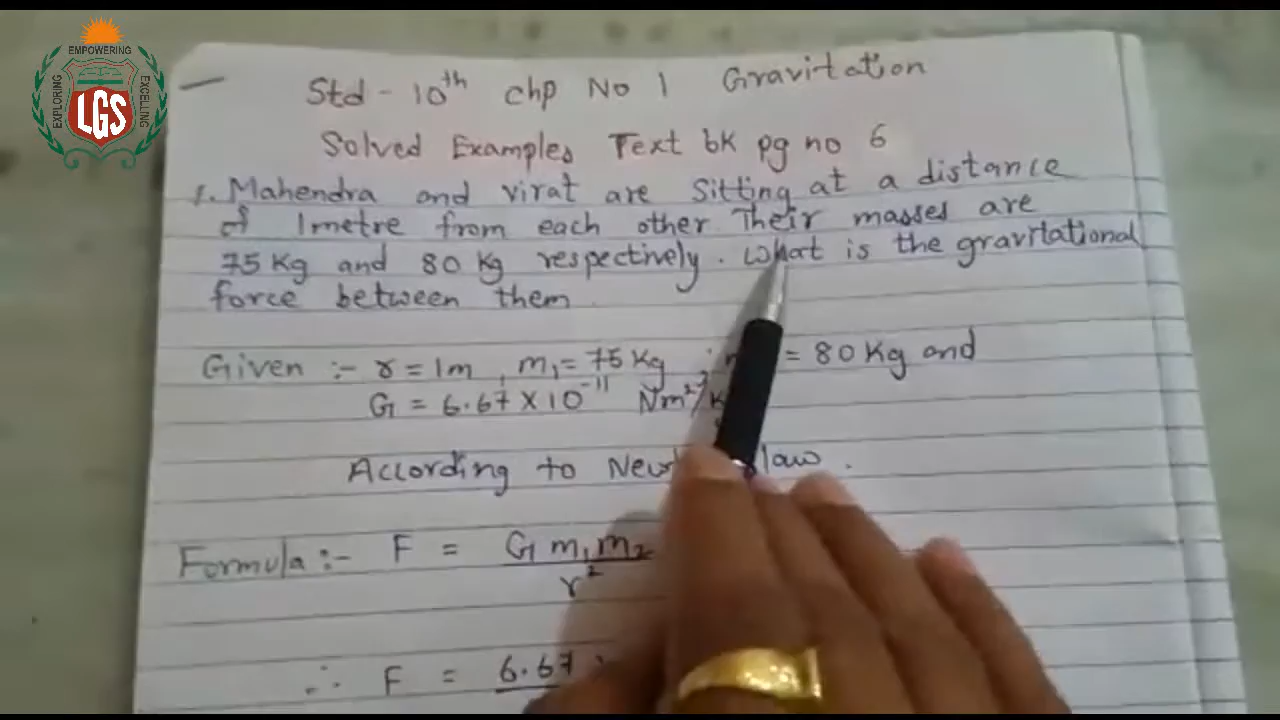 EMPOWERING
EXPLORING
EXCELLING
LGS
Std - 10th chp No 1 Gravitation
Solved Examples Text bk pg no 6
1. Mahendra and virat are Sitting at a distance
of 1metre from each other Their masses are
75 Kg and 80 Kg respectively. What is the gravitational
force between them
Given :- r = 1m, m₁ = 75 Kg = 80 Kg and
G = 6.67 X 10⁻¹¹ Nm²/
According to law.
Formula :- F = G m₁ m₂ / r²
∴ F = 6.67